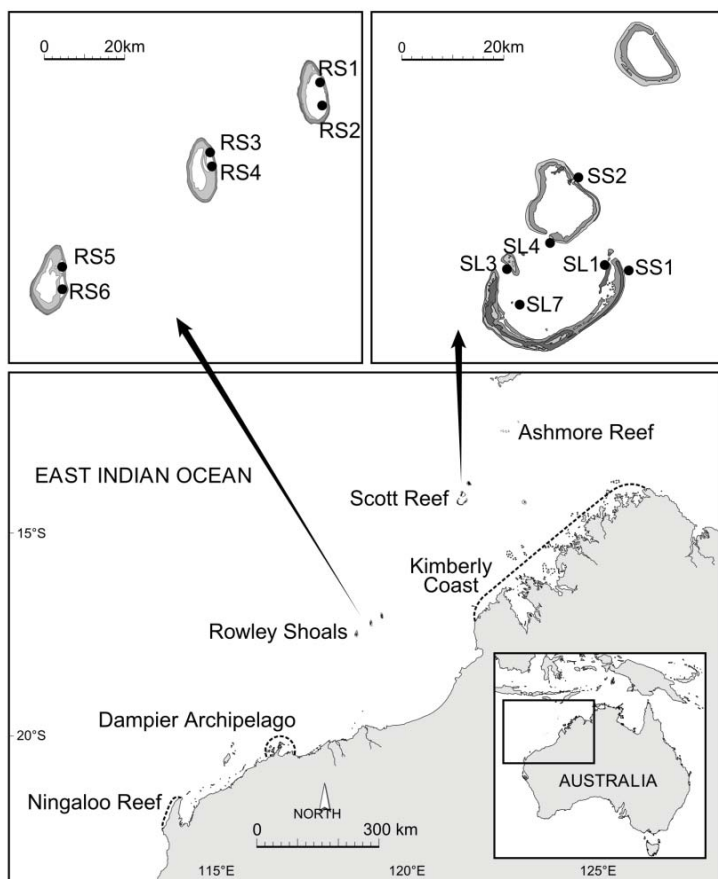 20km
RS1
RS2
RS3
RS4
RS5
RS6
20km
SS2
SL4
SL3
SL1
SS1
SL7
Ashmore Reef
EAST INDIAN OCEAN
Scott Reef
15°S
Kimberly
Coast
Rowley Shoals
Dampier Archipelago
20°S
Ningaloo Reef
NORTH
0
300 km
AUSTRALIA
115°E
120°E
125°E
0
0